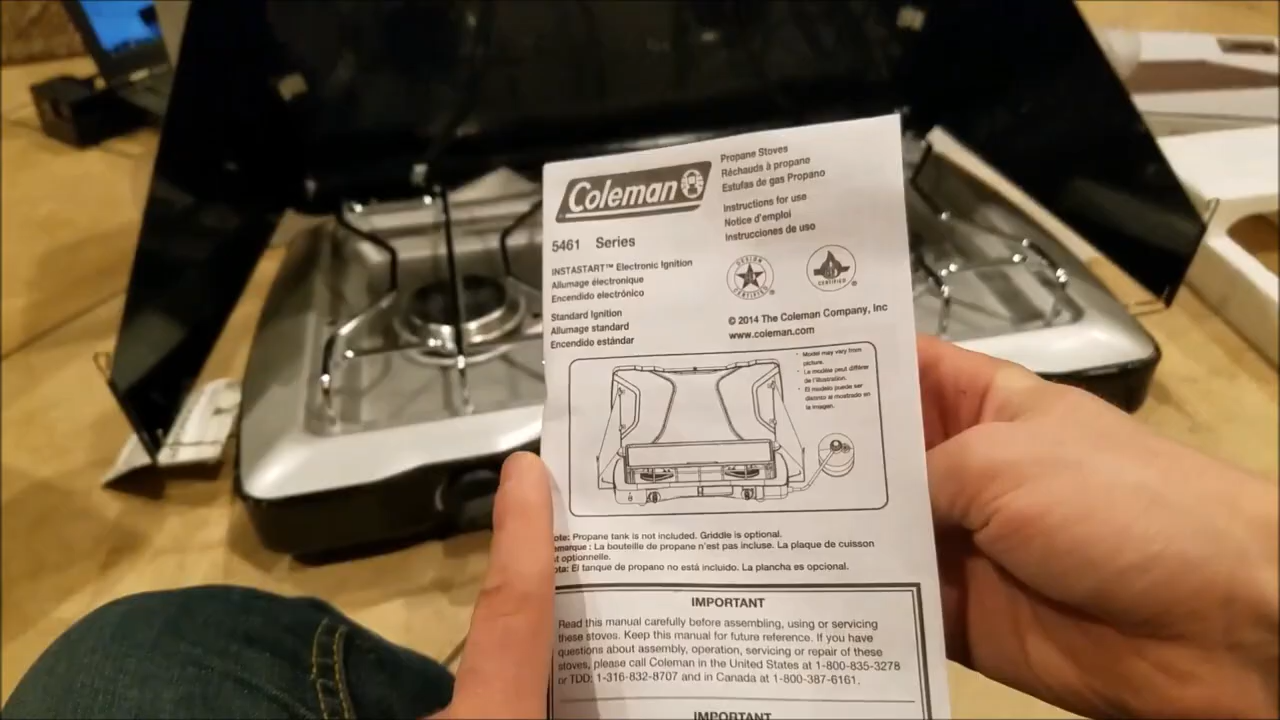 Coleman
5461 Series
INSTASTART™ Electronic Ignition
Allumage électronique
Encendido electrónico
Standard Ignition
Allumage standard
Encendido estándar
Propane Stoves
Réchauds à propane
Estufas de gas Propano
Instructions for use
Notice d'emploi
Instrucciones de uso
DESIGN CERTIFIED ®
CERTIFIED ®
© 2014 The Coleman Company, Inc
www.coleman.com
• Model may vary from
picture.
• Le modèle peut différer
de l'illustration.
• El modelo puede ser
distinto al mostrado en
la imagen.
ote: Propane tank is not included. Griddle is optional.
emarque : La bouteille de propane n'est pas incluse. La plaque de cuisson
t optionnelle.
ota: El tanque de propano no está incluido. La plancha es opcional.
IMPORTANT
Read this manual carefully before assembling, using or servicing
these stoves. Keep this manual for future reference. If you have
questions about assembly, operation, servicing or repair of these
stoves, please call Coleman in the United States at 1-800-835-3278
or TDD: 1-316-832-8707 and in Canada at 1-800-387-6161.
IMPORTANT